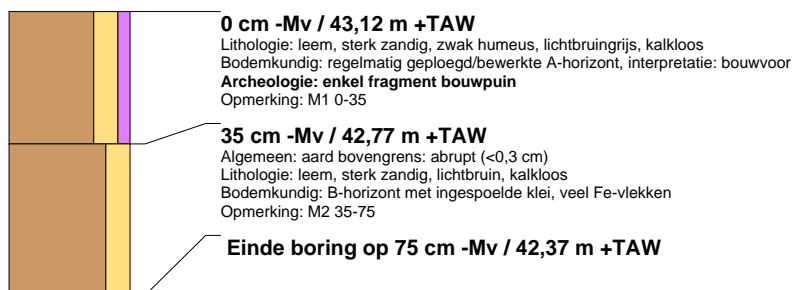 0 cm -Mv / 43,12 m +TAW
Lithologie: leem, sterk zandig, zwak humeus, lichtbruingrijs, kalkloos
Bodemkundig: regelmatig geploegd/bewerkte A-horizont, interpretatie: bouwvoor
Archeologie: enkel fragment bouwpuin
Opmerking: M1 0-35
35 cm -Mv / 42,77 m +TAW
Algemeen: aard bovengrens: abrupt (<0,3 cm)
Lithologie: leem, sterk zandig, lichtbruin, kalkloos
Bodemkundig: B-horizont met ingespoelde klei, veel Fe-vlekken
Opmerking: M2 35-75
Einde boring op 75 cm -Mv / 42,37 m +TAW